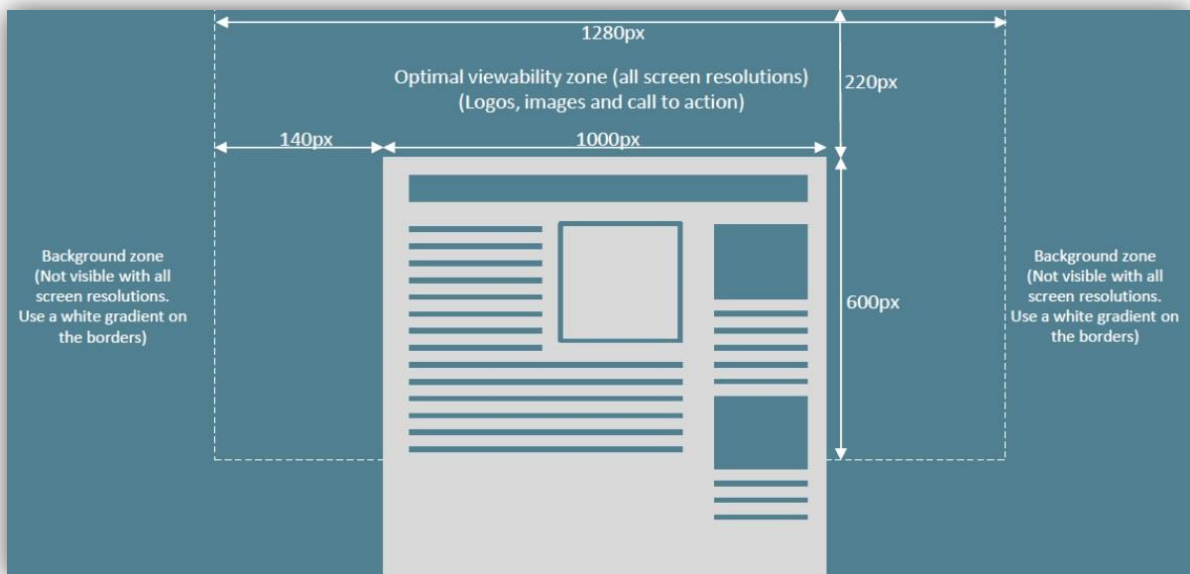 1280px
Optimal viewability zone (all screen resolutions)
(Logos, images and call to action)
220px
140px
1000px
Background zone
(Not visible with all
screen resolutions.
Use a white gradient on
the borders)
600px
Background zone
(Not visible with all
screen resolutions.
Use a white gradient on
the borders)